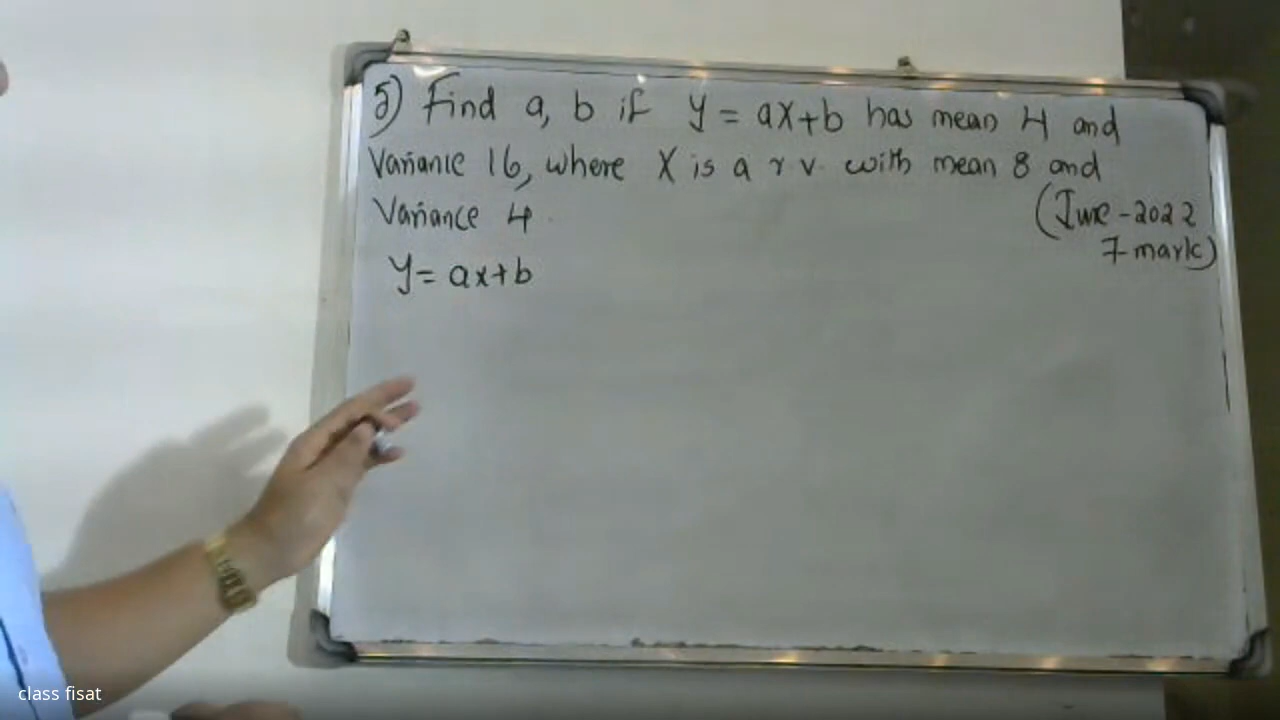 5) Find a, b if y = ax+b has mean 4 and
Variance 16, where X is a r v. with mean 8 and
Variance 4.
(June -2022
7 mark)
y = ax+b
class fisat